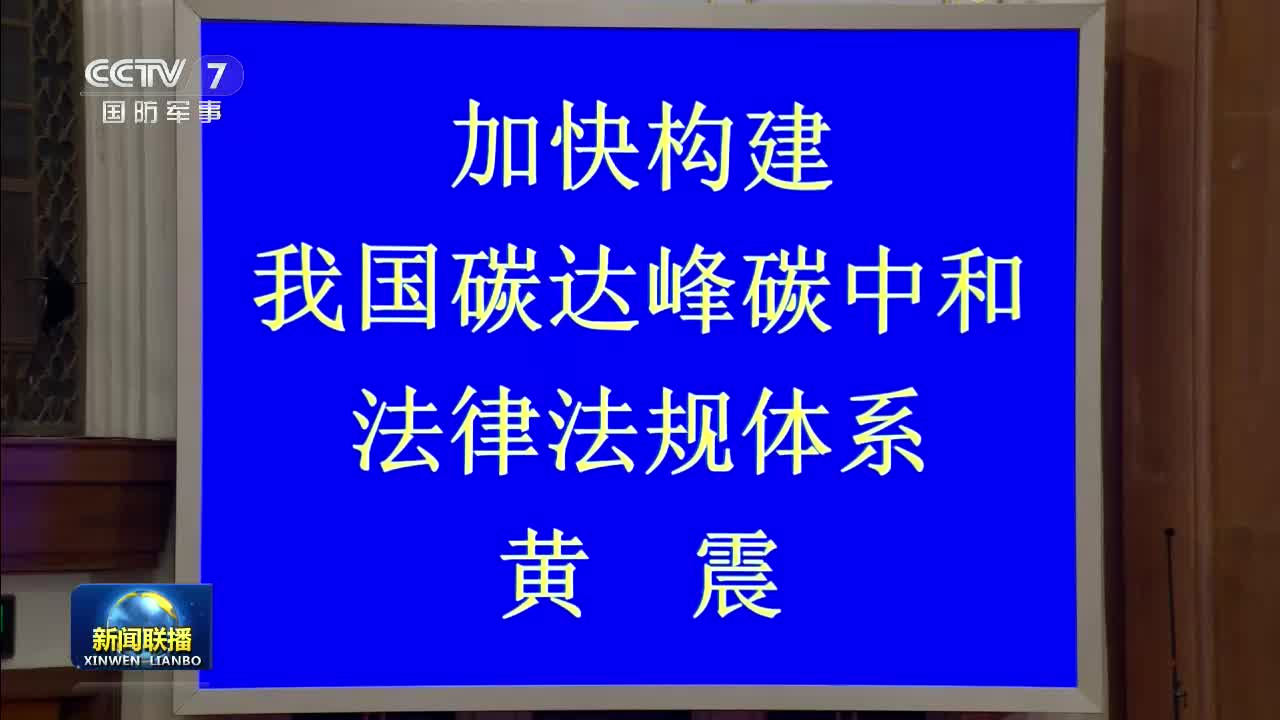 CCTV 7
国防军事
加快构建
我国碳达峰碳中和
法律法规体系
黄 震
新闻联播
XINWEN LIANBO